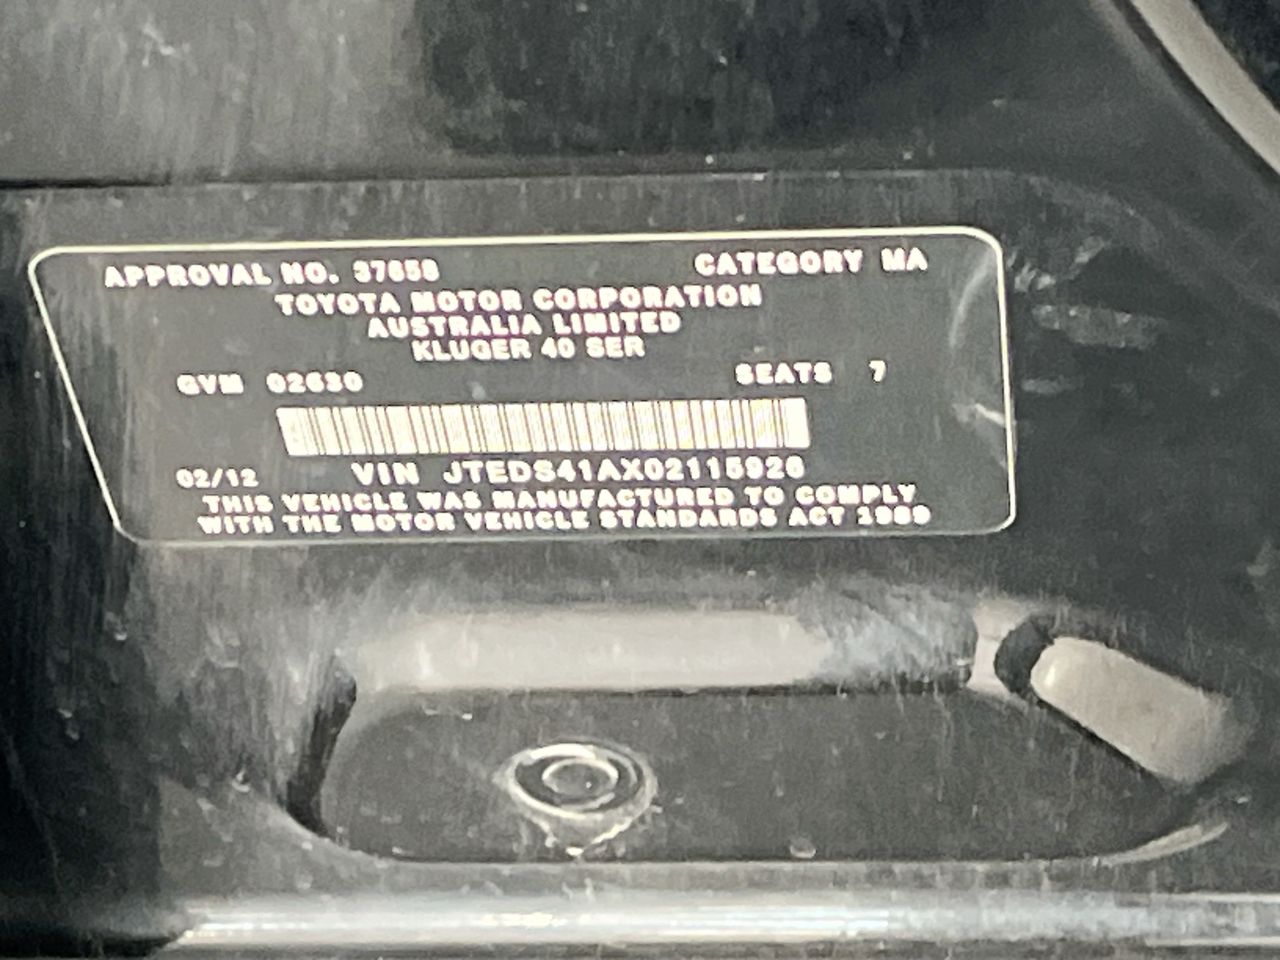 APPROVAL NO. 37658 CATEGORY MA
TOYOTA MOTOR CORPORATION
AUSTRALIA LIMITED
KLUGER 40 SER
GVM 02630 SEATS 7
02/12 VIN JTEDS41AX02115926
THIS VEHICLE WAS MANUFACTURED TO COMPLY
WITH THE MOTOR VEHICLE STANDARDS ACT 1989